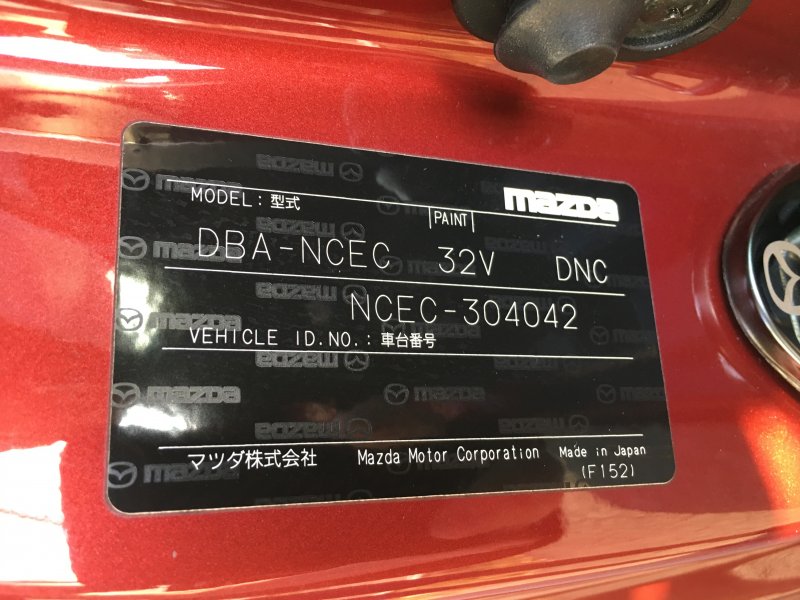 mazda
MODEL：型式
PAINT
DBA-NCEC 32V DNC
NCEC-304042
VEHICLE ID.NO.：車台番号
マツダ株式会社 Mazda Motor Corporation Made in Japan
(F152)